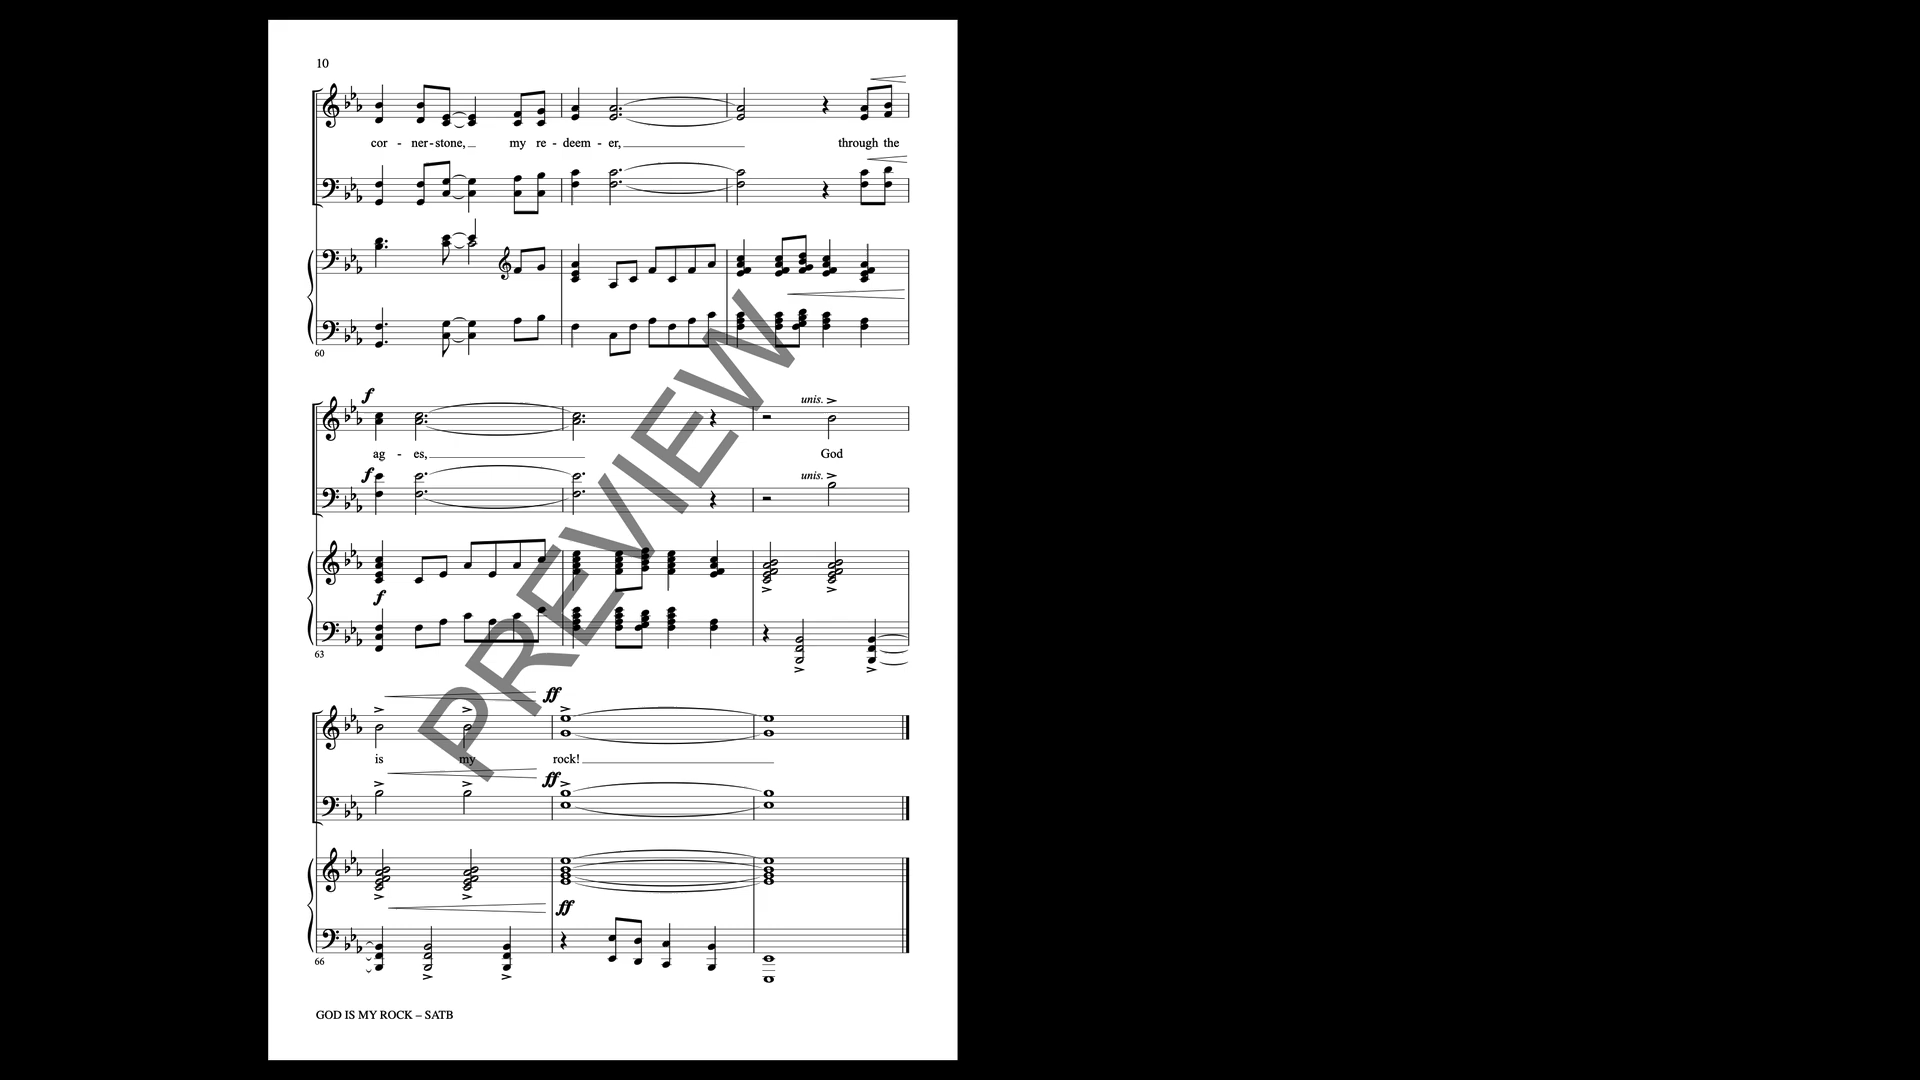 10
cor - ner - stone, my re - deem - er, through the
60
f
ag - es, unis. God
f unis.
f
63
ff
is my rock!
ff
ff
66
GOD IS MY ROCK – SATB
PREVIEW